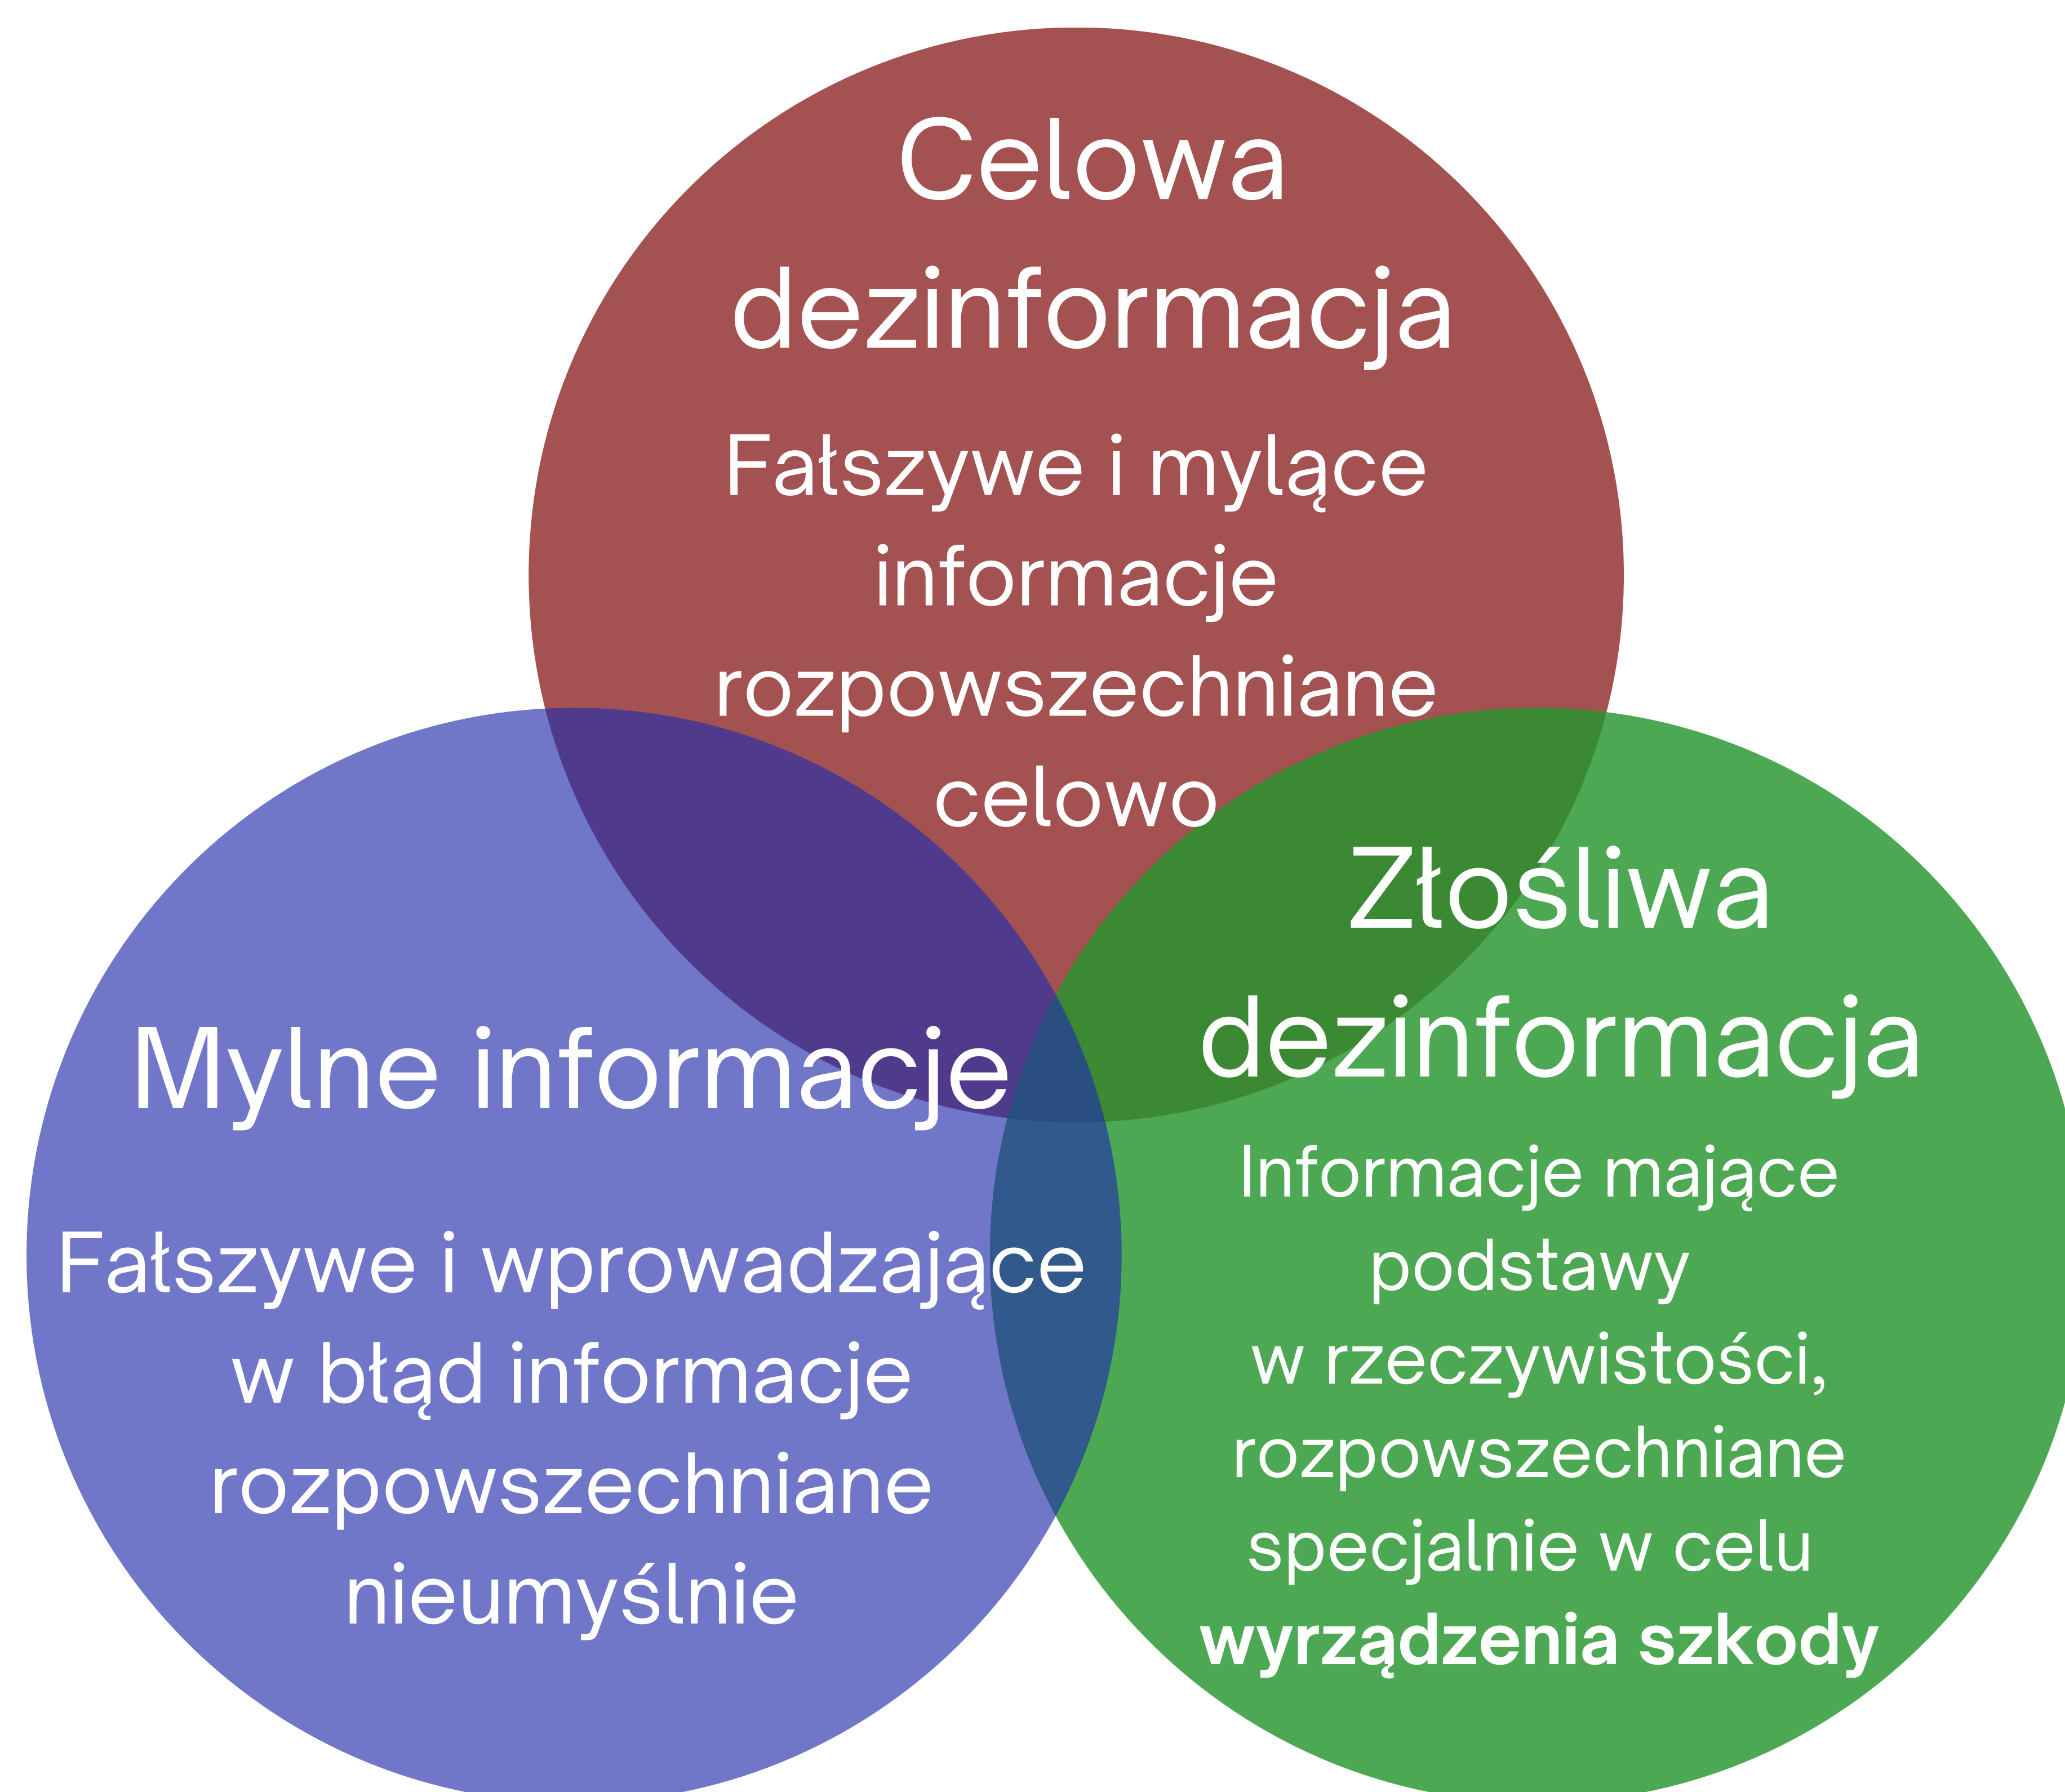 Celowa
dezinformacja
Fałszywe i mylące
informacje
rozpowszechniane
celowo
Mylne informacje
Fałszywe i wprowadzające
w błąd informacje
rozpowszechniane
nieumyślnie
Złośliwa
dezinformacja
Informacje mające
podstawy
w rzeczywistości,
rozpowszechniane
specjalnie w celu
wyrządzenia szkody